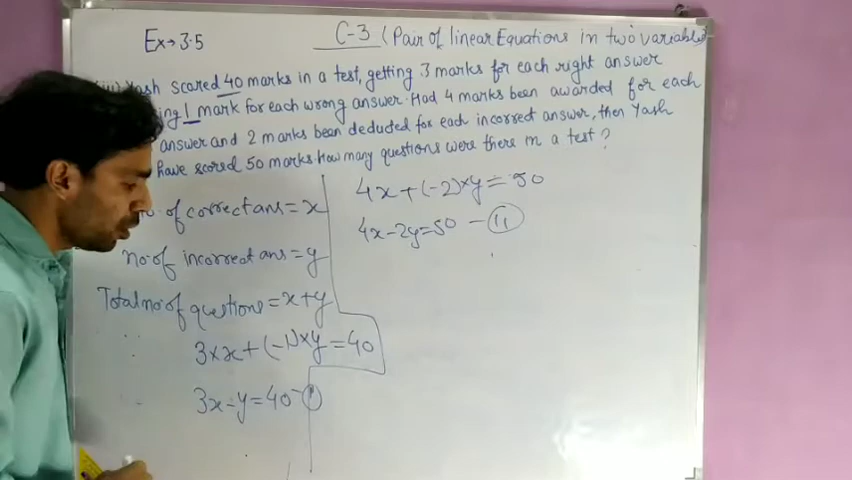 Ex→3.5
C-3 (Pair of linear Equations in two variables)
Yash scored 40 marks in a test, getting 3 marks for each right answer
1 mark for each wrong answer. Had 4 marks been awarded for each
answer and 2 marks been deducted for each incorrect answer, then Yash
have scored 50 marks. How many questions were there in a test?
of correct ans = x
no. of incorrect ans = y
Total no. of questions = x+y
3×x+(-1)×y=40
3x-y=40-
4x+(-2)×y=50
4x-2y=50 - (11)